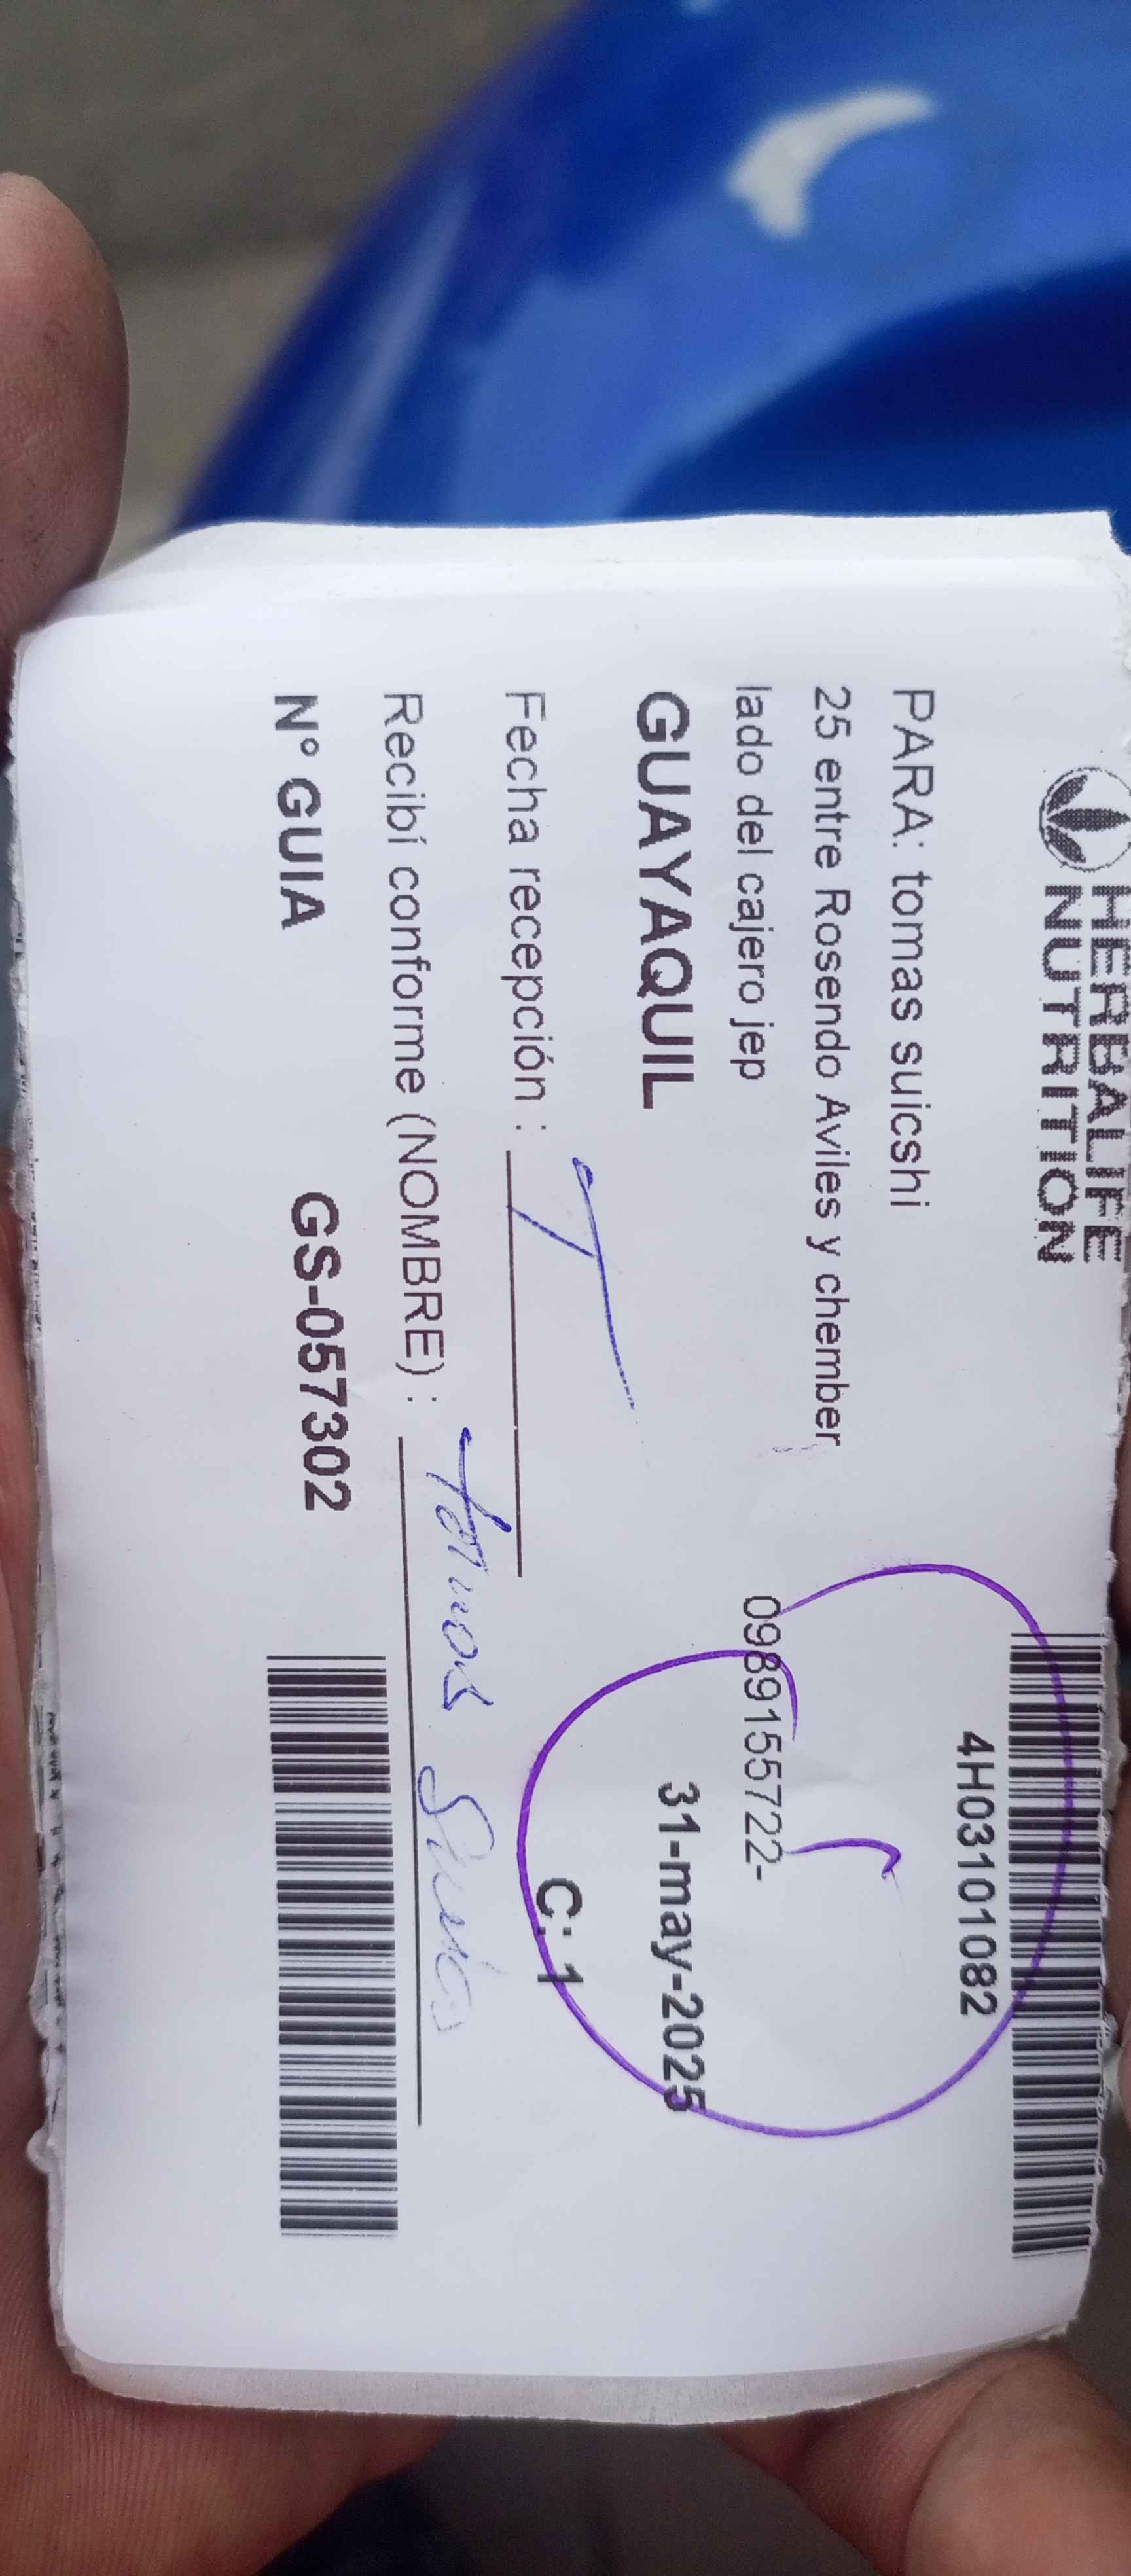 HERBALIFE
NUTRITION
4H03101082
PARA: tomas suicshi
25 entre Rosendo Aviles y chember
lado del cajero jep
0989155722-
GUAYAQUIL
31-may-2025
Fecha recepción :
C: 1
Recibí conforme (NOMBRE) : tomas
N° GUIA GS-057302